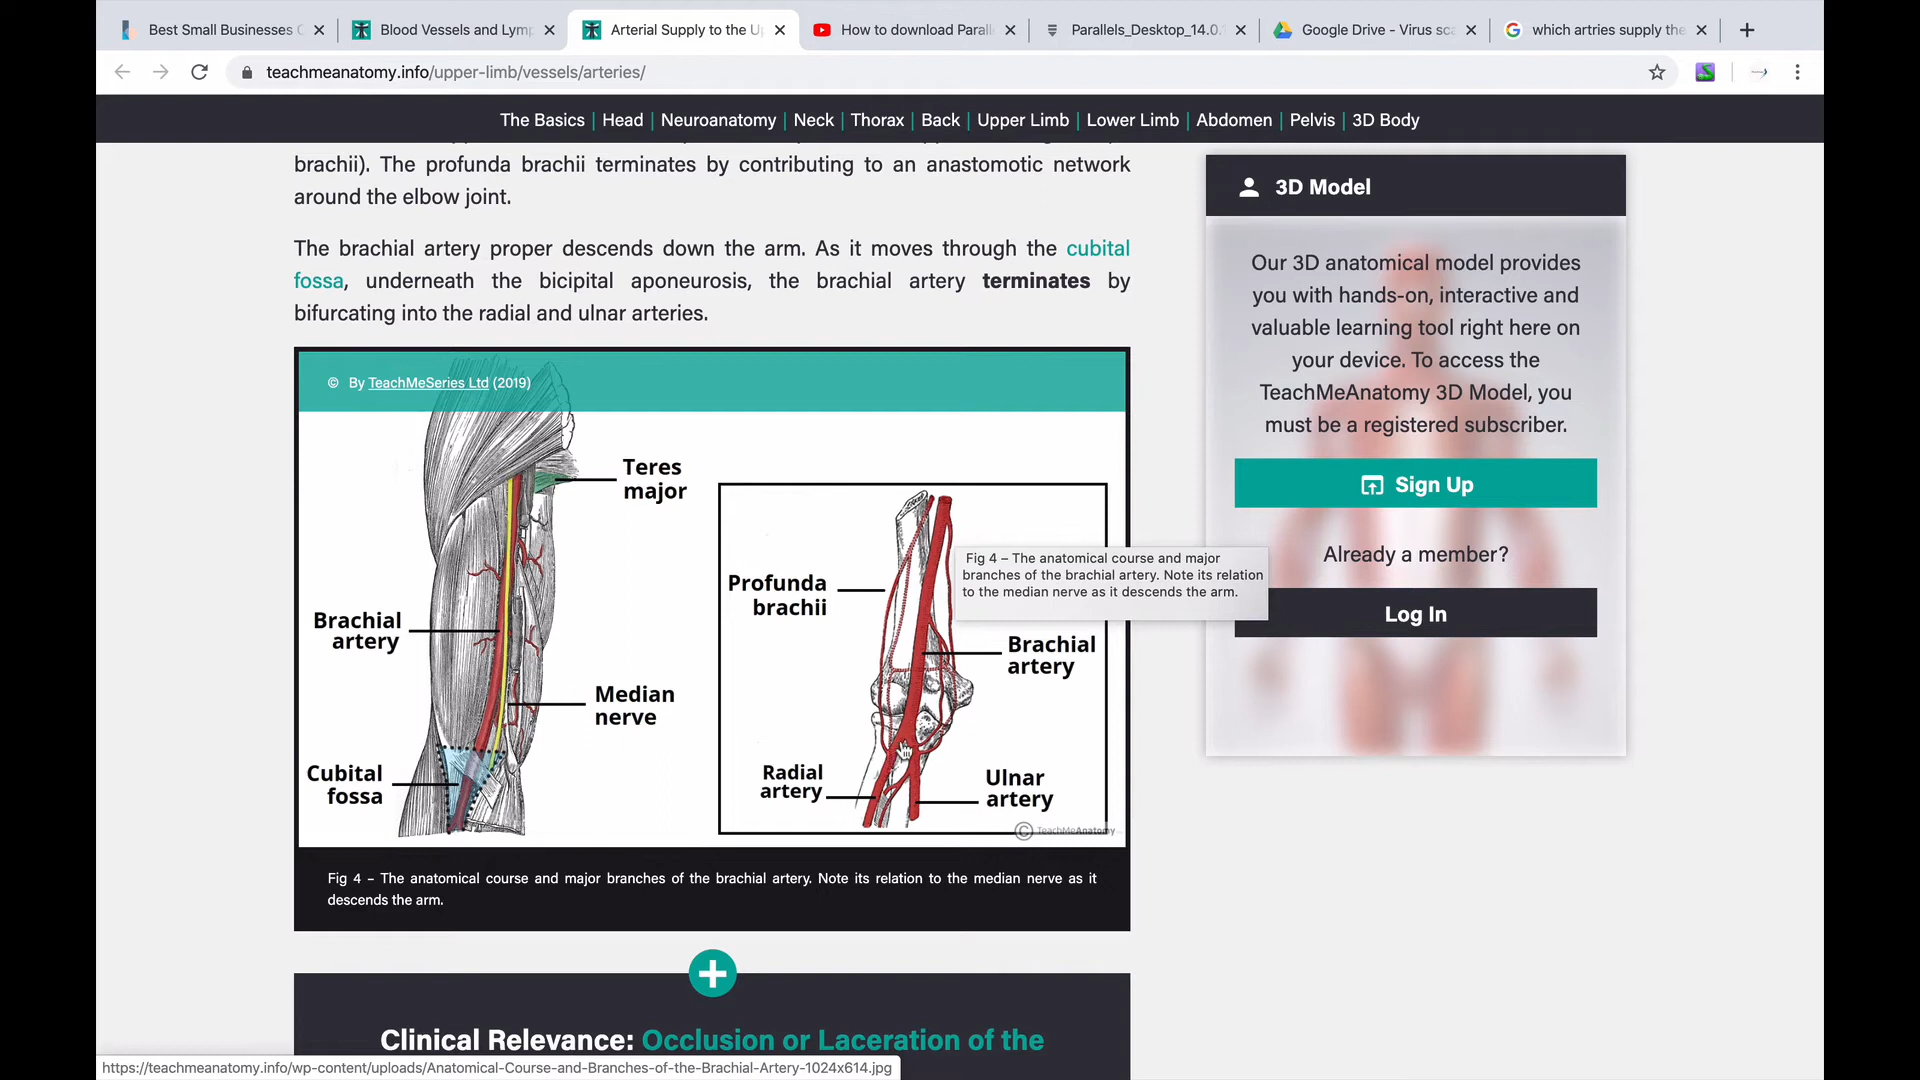 Best Small Businesses
Blood Vessels and Lymp
Arterial Supply to the Up
How to download Parall
Parallels_Desktop_14.0.
Google Drive - Virus sca
which artries supply the
teachmeanatomy.info/upper-limb/vessels/arteries/
The Basics | Head | Neuroanatomy | Neck | Thorax | Back | Upper Limb | Lower Limb | Abdomen | Pelvis | 3D Body
brachii). The profunda brachii terminates by contributing to an anastomotic network
around the elbow joint.
The brachial artery proper descends down the arm. As it moves through the cubital
fossa, underneath the bicipital aponeurosis, the brachial artery terminates by
bifurcating into the radial and ulnar arteries.
© By TeachMeSeries Ltd (2019)
Teres
major
Brachial
artery
Median
nerve
Cubital
fossa
Profunda
brachii
Brachial
artery
Radial
artery
Ulnar
artery
© TeachMeAnatomy
Fig 4 – The anatomical course and major
branches of the brachial artery. Note its relation
to the median nerve as it descends the arm.
Fig 4 – The anatomical course and major branches of the brachial artery. Note its relation to the median nerve as it
descends the arm.
Clinical Relevance: Occlusion or Laceration of the
3D Model
Our 3D anatomical model provides
you with hands-on, interactive and
valuable learning tool right here on
your device. To access the
TeachMeAnatomy 3D Model, you
must be a registered subscriber.
Sign Up
Already a member?
Log In
https://teachmeanatomy.info/wp-content/uploads/Anatomical-Course-and-Branches-of-the-Brachial-Artery-1024x614.jpg